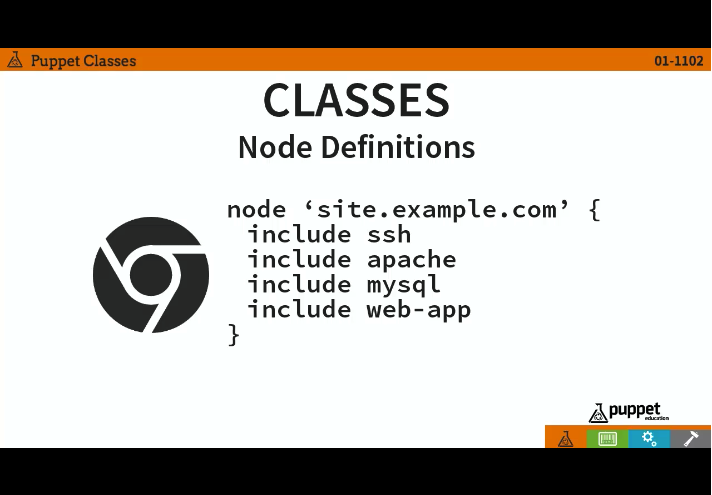 Puppet Classes
01-1102
CLASSES
Node Definitions
node ‘site.example.com’ {
include ssh
include apache
include mysql
include web-app
}
puppet
education